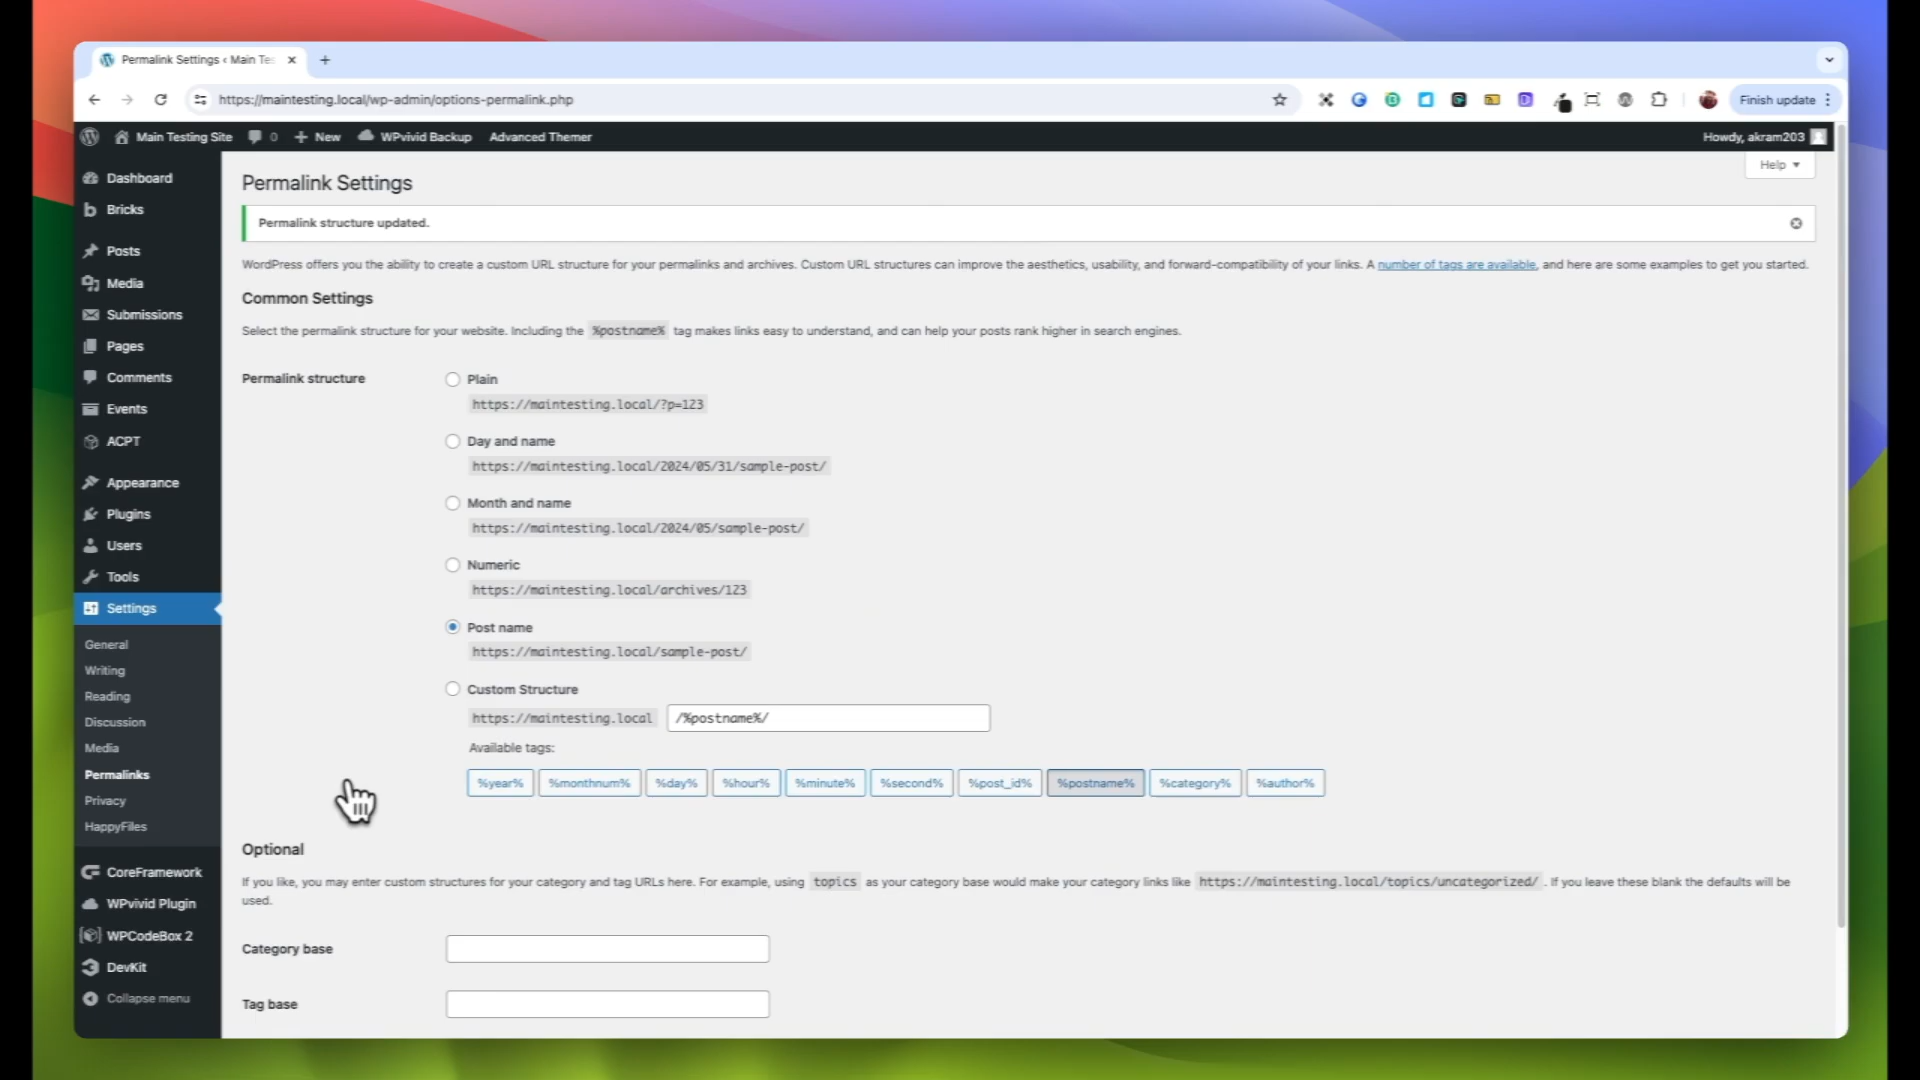 Permalink Settings ‹ Main Tes
https://maintesting.local/wp-admin/options-permalink.php
Finish update
Main Testing Site
0
New
WPvivid Backup
Advanced Themer
Howdy, akram203
Dashboard
Bricks
Posts
Media
Submissions
Pages
Comments
Events
ACPT
Appearance
Plugins
Users
Tools
Settings
General
Writing
Reading
Discussion
Media
Permalinks
Privacy
HappyFiles
CoreFramework
WPvivid Plugin
WPCodeBox 2
DevKit
Collapse menu
Help
Permalink Settings
Permalink structure updated.
WordPress offers you the ability to create a custom URL structure for your permalinks and archives. Custom URL structures can improve the aesthetics, usability, and forward-compatibility of your links. A number of tags are available, and here are some examples to get you started.
Common Settings
Select the permalink structure for your website. Including the %postname% tag makes links easy to understand, and can help your posts rank higher in search engines.
Permalink structure
Plain
https://maintesting.local/?p=123
Day and name
https://maintesting.local/2024/05/31/sample-post/
Month and name
https://maintesting.local/2024/05/sample-post/
Numeric
https://maintesting.local/archives/123
Post name
https://maintesting.local/sample-post/
Custom Structure
https://maintesting.local /%postname%/
Available tags:
%year% %monthnum% %day% %hour% %minute% %second% %post_id% %postname% %category% %author%
Optional
If you like, you may enter custom structures for your category and tag URLs here. For example, using topics as your category base would make your category links like https://maintesting.local/topics/uncategorized/ . If you leave these blank the defaults will be
used.
Category base
Tag base